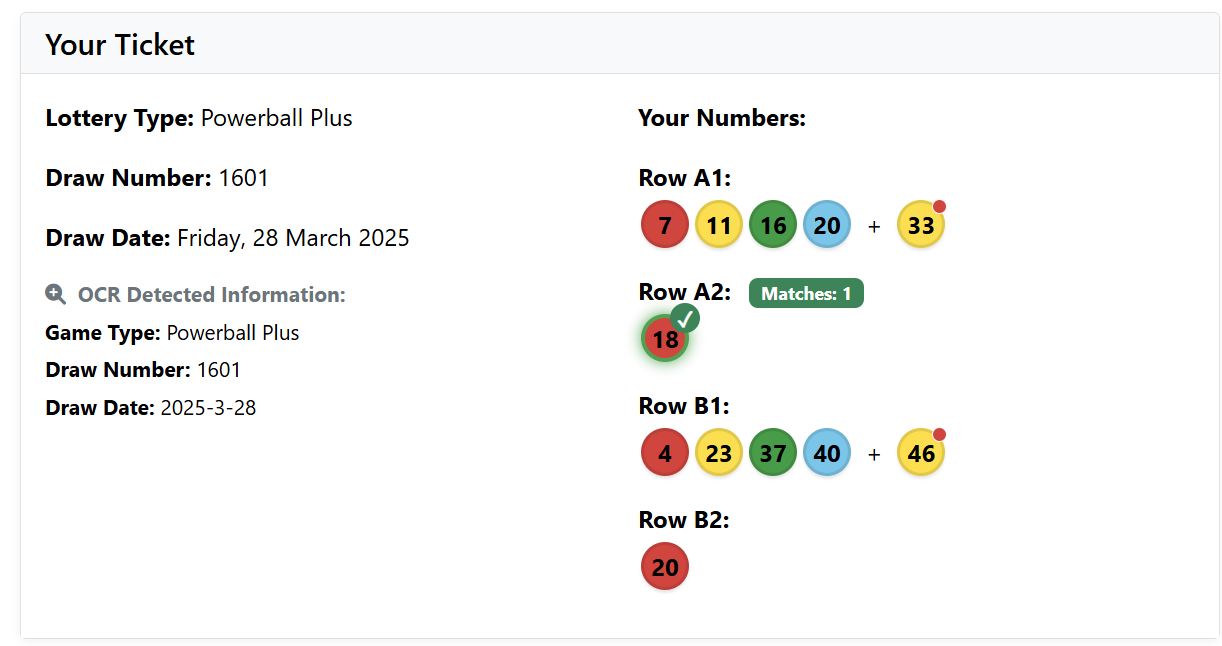 Your Ticket
Lottery Type: Powerball Plus
Draw Number: 1601
Draw Date: Friday, 28 March 2025
OCR Detected Information:
Game Type: Powerball Plus
Draw Number: 1601
Draw Date: 2025-3-28
Your Numbers:
Row A1:
7 11 16 20 + 33
Row A2: Matches: 1
18
Row B1:
4 23 37 40 + 46
Row B2:
20